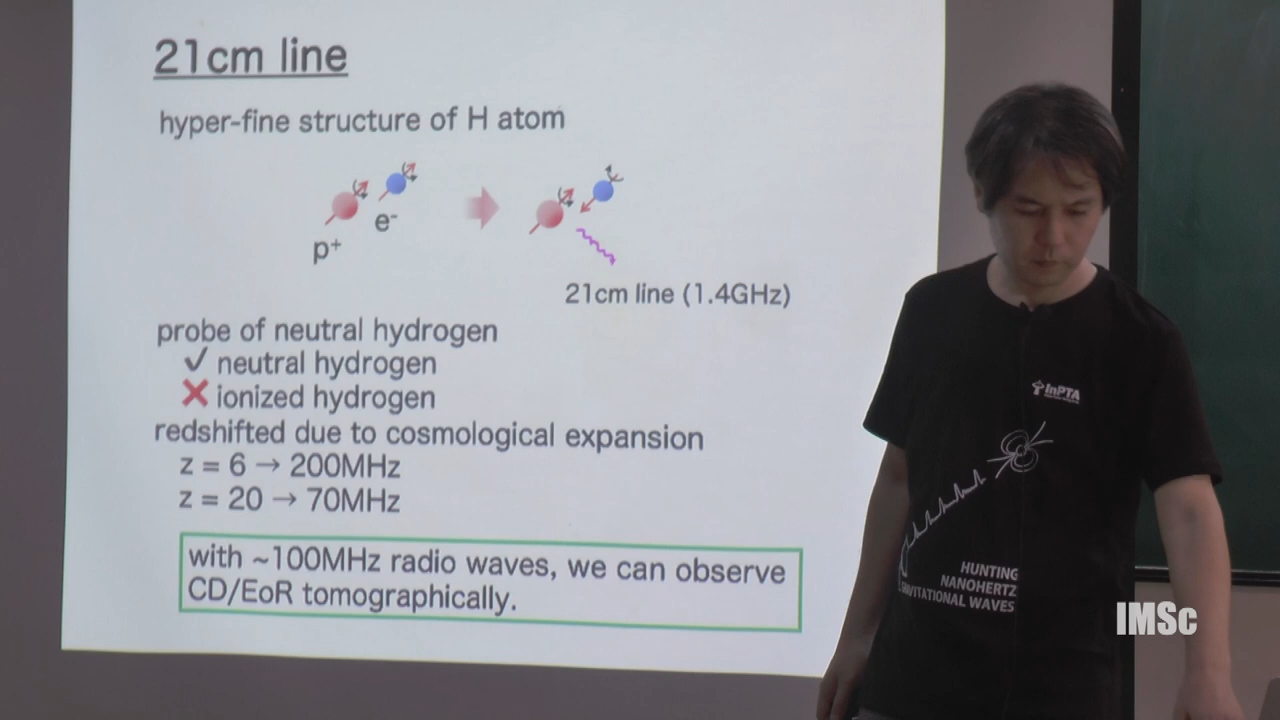 21cm line
hyper-fine structure of H atom
p+
e-
21cm line (1.4GHz)
probe of neutral hydrogen
✓ neutral hydrogen
✕ ionized hydrogen
redshifted due to cosmological expansion
z = 6 → 200MHz
z = 20 → 70MHz
with ~100MHz radio waves, we can observe
CD/EoR tomographically.
InPTA
HUNTING
NANOHERTZ
WAVES
IMSc